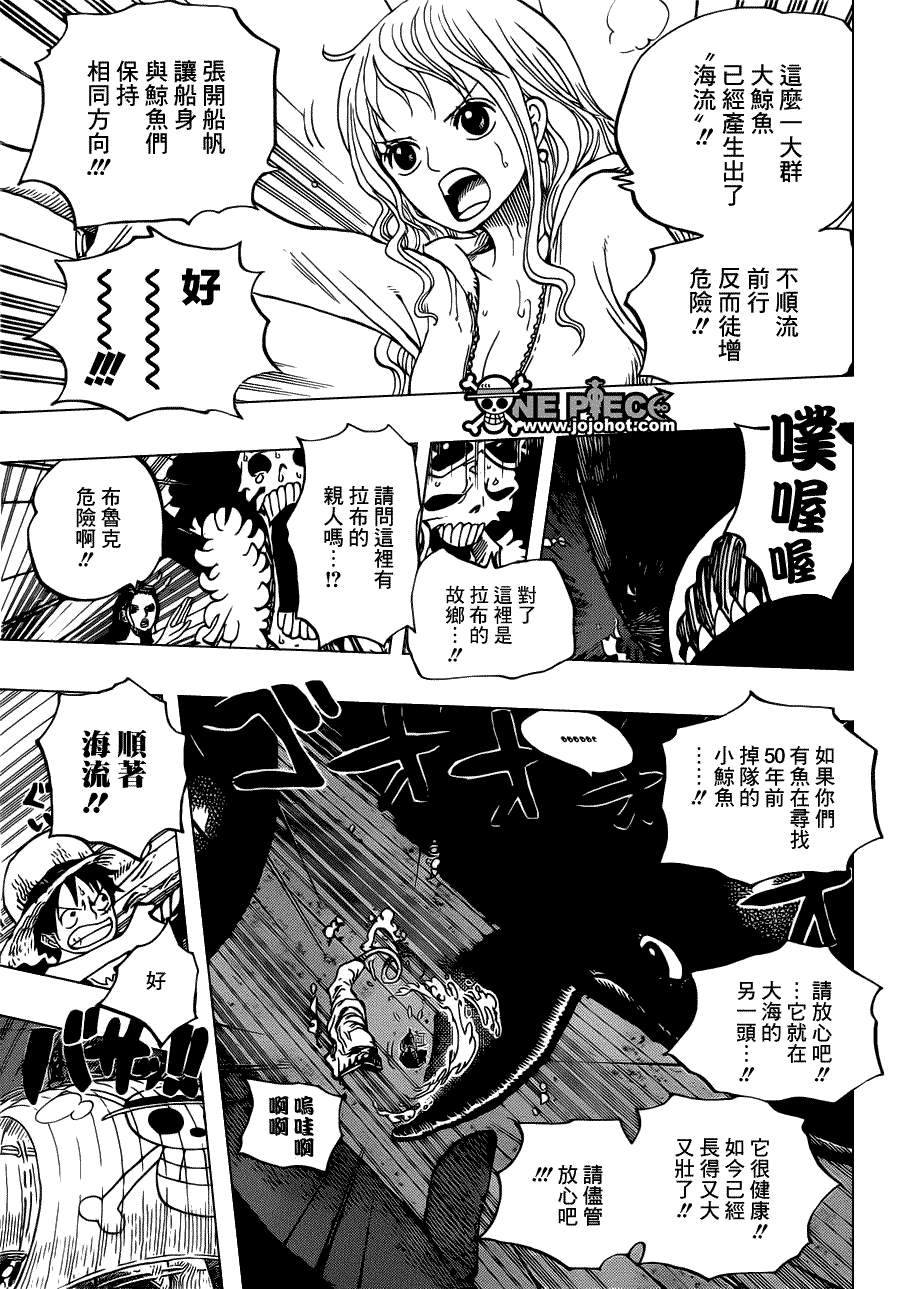 這麼一大群
大鯨魚
已經產生出了
〝海流〞!!
不順流
前行
反而徒增
危險!!
張開船帆
讓船身
與鯨魚們
保持
相同方向!!!
好
!!!
ONE PIECE
www.jojohot.com
噗喔喔
對了
這裡是
拉布的
故鄉…!!
請問這裡有
拉布的
親人嗎…!?
布魯克
危險啊!!
如果你們
有魚在尋找
50年前
掉隊的
小鯨魚
……!!
………
ゴオオオオ
請放心吧!!
…它就在
大海的
另一頭…!!
它很健康!!
如今已經
長得又大
又壯了!!
請儘管
放心吧
!!!
嗚哇啊
啊啊
順著
海流!!
ぐい
好
バサッ